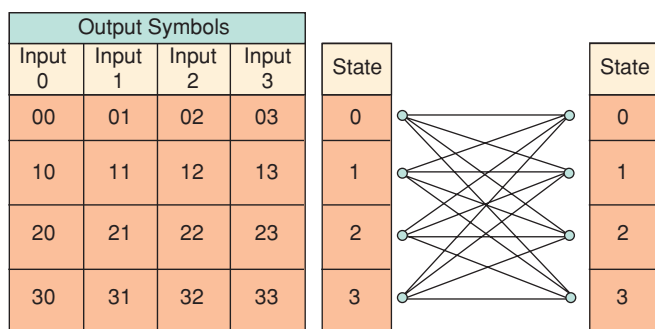 Output Symbols
Input 0 Input 1 Input 2 Input 3 State State
00 01 02 03 0 0
10 11 12 13 1 1
20 21 22 23 2 2
30 31 32 33 3 3